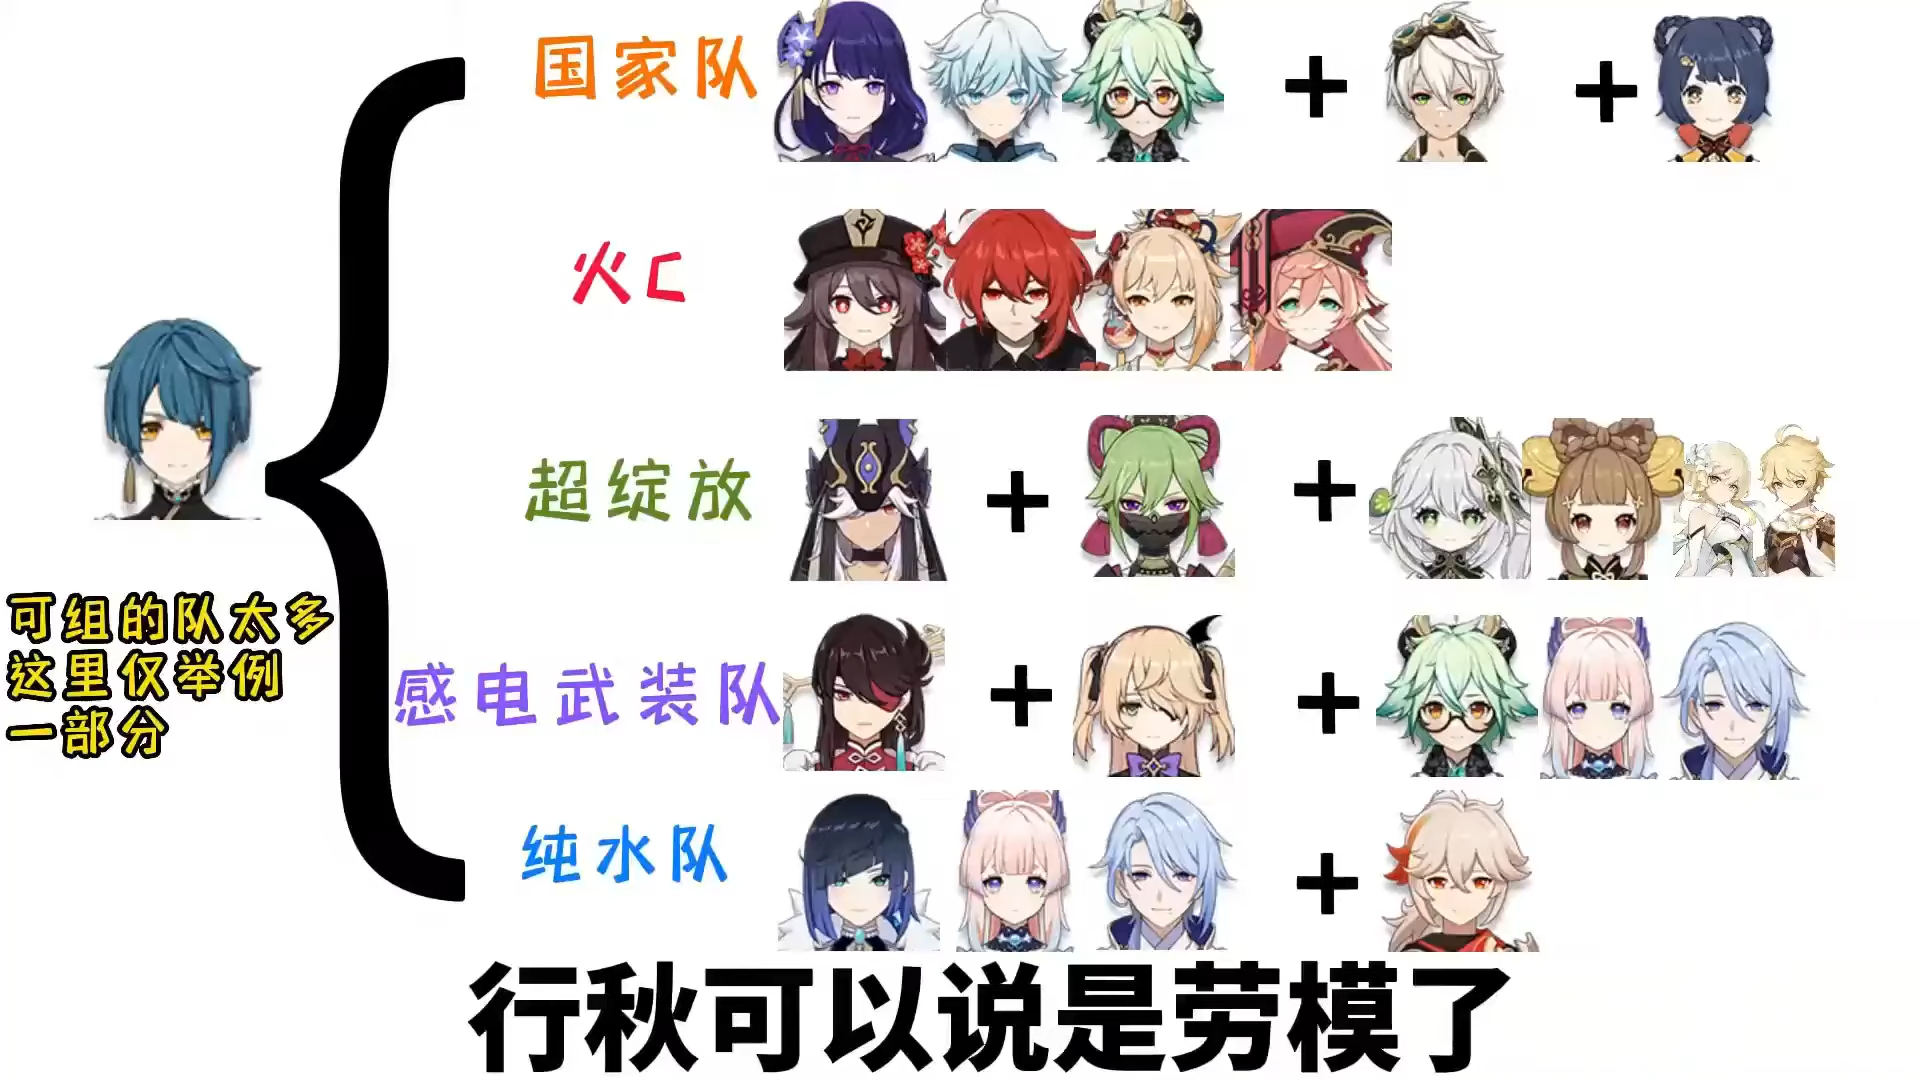 国家队
火C
超绽放
感电武装队
纯水队
可组的队太多
这里仅举例
一部分
行秋可以说是劳模了